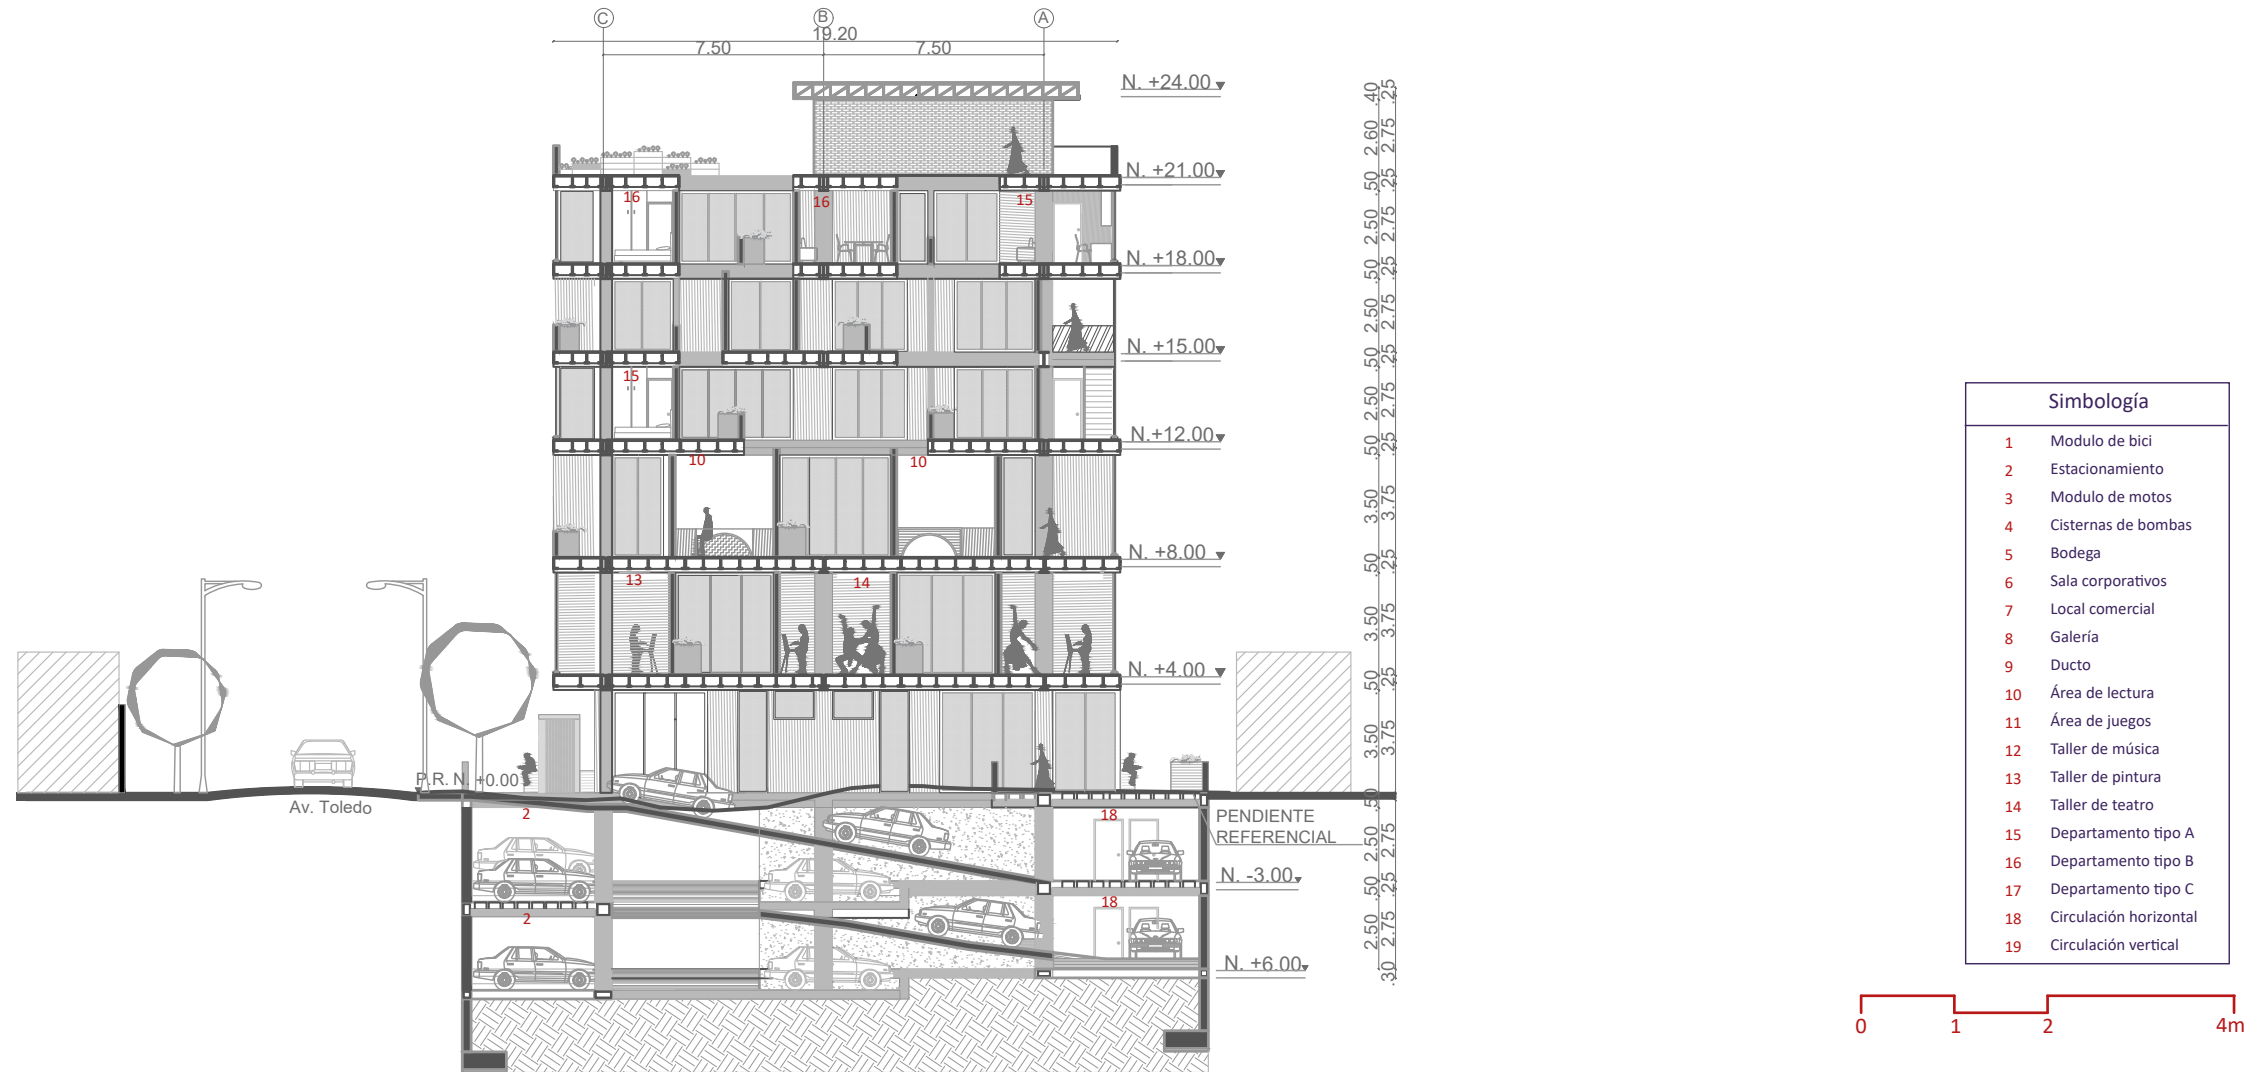 C
B
A
19.20
7.50
7.50
N. +24.00
N. +21.00
16
16
15
N. +18.00
N. +15.00
15
N.+12.00
10
10
N. +8.00
13
14
N. +4.00
P.R. N. +0.00
Av. Toledo
2
18
PENDIENTE
REFERENCIAL
N. -3.00
2
18
N. +6.00
.40
.25
2.60
2.75
.50
.25
2.50
2.75
.50
.25
2.50
2.75
.50
.25
2.50
2.75
.50
.25
3.50
3.75
.50
.25
3.50
3.75
.50
.25
3.50
3.75
.50
2.50
2.75
.50
.25
2.50
2.75
.30
Simbología
1 Modulo de bici
2 Estacionamiento
3 Modulo de motos
4 Cisternas de bombas
5 Bodega
6 Sala corporativos
7 Local comercial
8 Galería
9 Ducto
10 Área de lectura
11 Área de juegos
12 Taller de música
13 Taller de pintura
14 Taller de teatro
15 Departamento tipo A
16 Departamento tipo B
17 Departamento tipo C
18 Circulación horizontal
19 Circulación vertical
0 1 2 4m